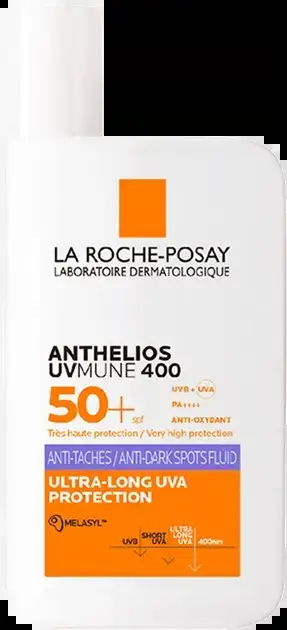 LA ROCHE-POSAY
LABORATOIRE DERMATOLOGIQUE
ANTHELIOS
UVMUNE 400
50+ spf
UVB + UVA
PA++++
ANTI-OXYDANT
Très haute protection / Very high protection
ANTI-TACHES / ANTI-DARK SPOTS FLUID
ULTRA-LONG UVA
PROTECTION
MELASYL™
UVB
SHORT
UVA
ULTRA
LONG
UVA
400nm